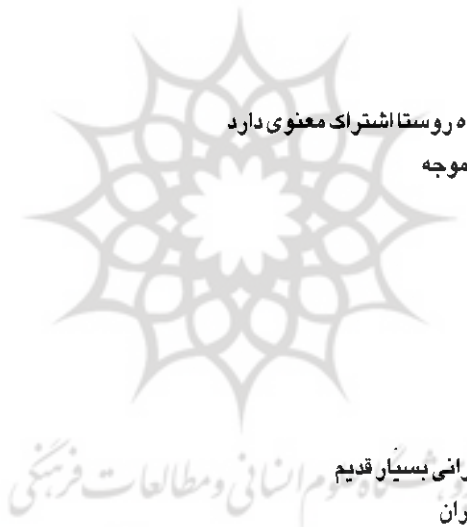 ه روستا اشتراک معنوی دارد
موجه
رانی بسیار قدیم
پژوهشگاه علوم انسانی و مطالعات فرهنگی
ران